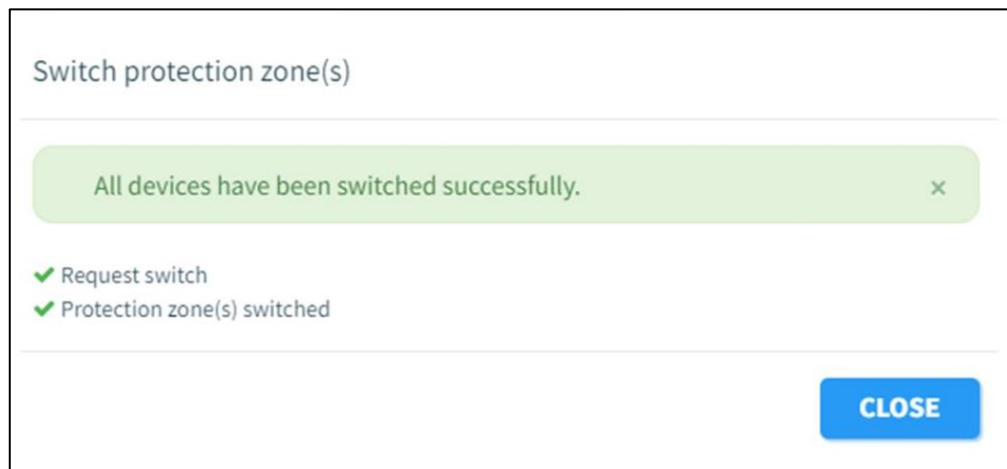 Switch protection zone(s)
All devices have been switched successfully. ×
✔ Request switch
✔ Protection zone(s) switched
CLOSE